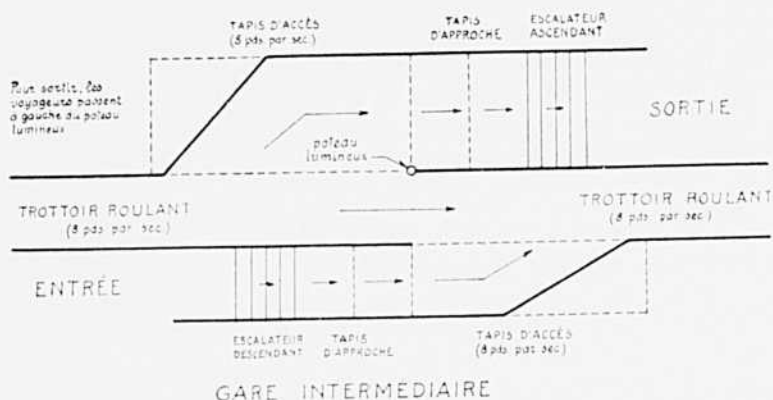 TAPIS D'ACCÈS
(8 pds. par. sec.)
TAPIS
D'APPROCHE
ESCALATEUR
ASCENDANT
Pour sortir, les
voyageurs passent
à gauche du poteau
lumineux
SORTIE
poteau
lumineux
TROTTOIR ROULANT
(8 pds. par sec.)
TROTTOIR ROULANT
(8 pds. par sec.)
ENTRÉE
ESCALATEUR
DESCENDANT
TAPIS
D'APPROCHE
TAPIS D'ACCÈS
(8 pds. par sec.)
GARE INTERMÉDIAIRE